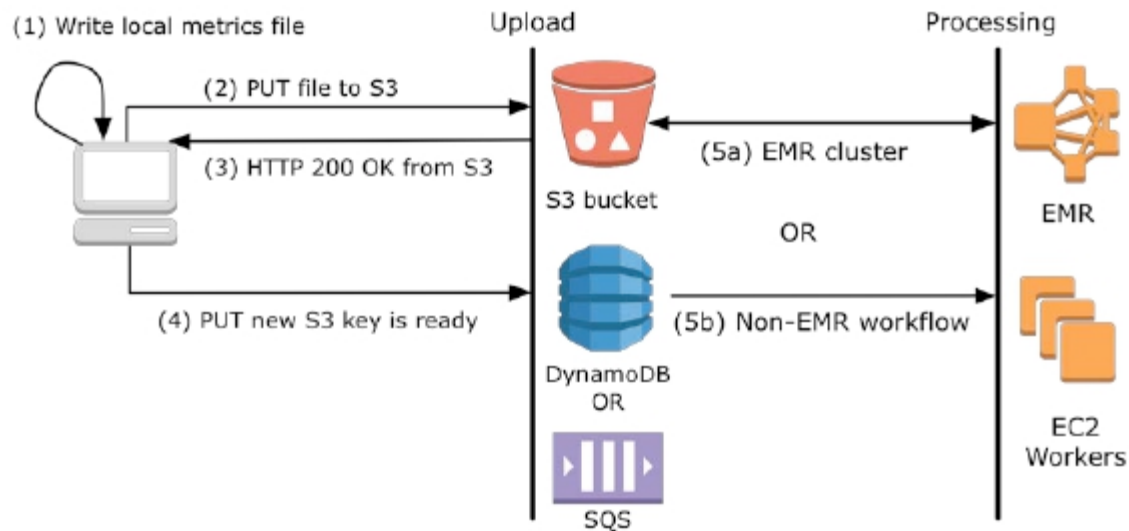 (1) Write local metrics file
Upload
Processing
(2) PUT file to S3
(3) HTTP 200 OK from S3
(5a) EMR cluster
S3 bucket
EMR
OR
(4) PUT new S3 key is ready
(5b) Non-EMR workflow
DynamoDB
OR
EC2
Workers
SQS